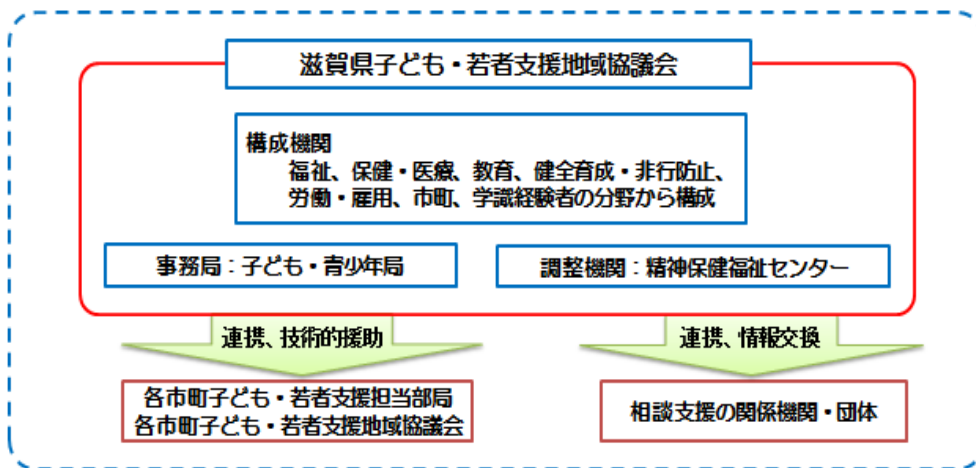 滋賀県子ども・若者支援地域協議会
構成機関
福祉、保健・医療、教育、健全育成・非行防止、
労働・雇用、市町、学識経験者の分野から構成
事務局：子ども・青少年局
調整機関：精神保健福祉センター
連携、技術的援助
連携、情報交換
各市町子ども・若者支援担当部局
各市町子ども・若者支援地域協議会
相談支援の関係機関・団体